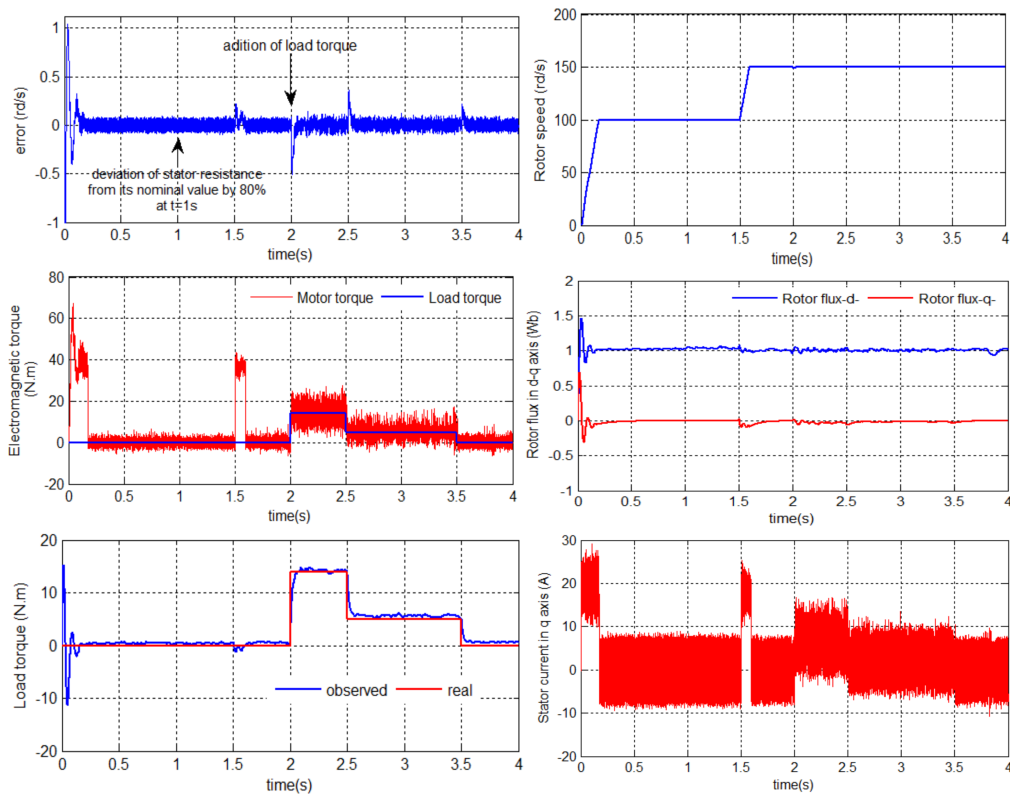 error (rd/s)
1
0.5
0
-0.5
-1
adition of load torque
deviation of stator resistance
from its nominal value by 80%
at t=1s
0 0.5 1 1.5 2 2.5 3 3.5 4
time(s)
Rotor speed (rd/s)
200
150
100
50
0
0 0.5 1 1.5 2 2.5 3 3.5 4
time(s)
Electromagnetic torque
(N.m)
80
60
40
20
0
-20
Motor torque Load torque
0 0.5 1 1.5 2 2.5 3 3.5 4
time(s)
Rotor flux in d-q axis (Wb)
2
1.5
1
0.5
0
-0.5
-1
Rotor flux-d- Rotor flux-q-
0 0.5 1 1.5 2 2.5 3 3.5 4
time(s)
Load torque (N.m)
20
10
0
-10
-20
observed real
0 0.5 1 1.5 2 2.5 3 3.5 4
time(s)
Stator current in q axis (A)
30
20
10
0
-10
-20
0 0.5 1 1.5 2 2.5 3 3.5 4
time(s)